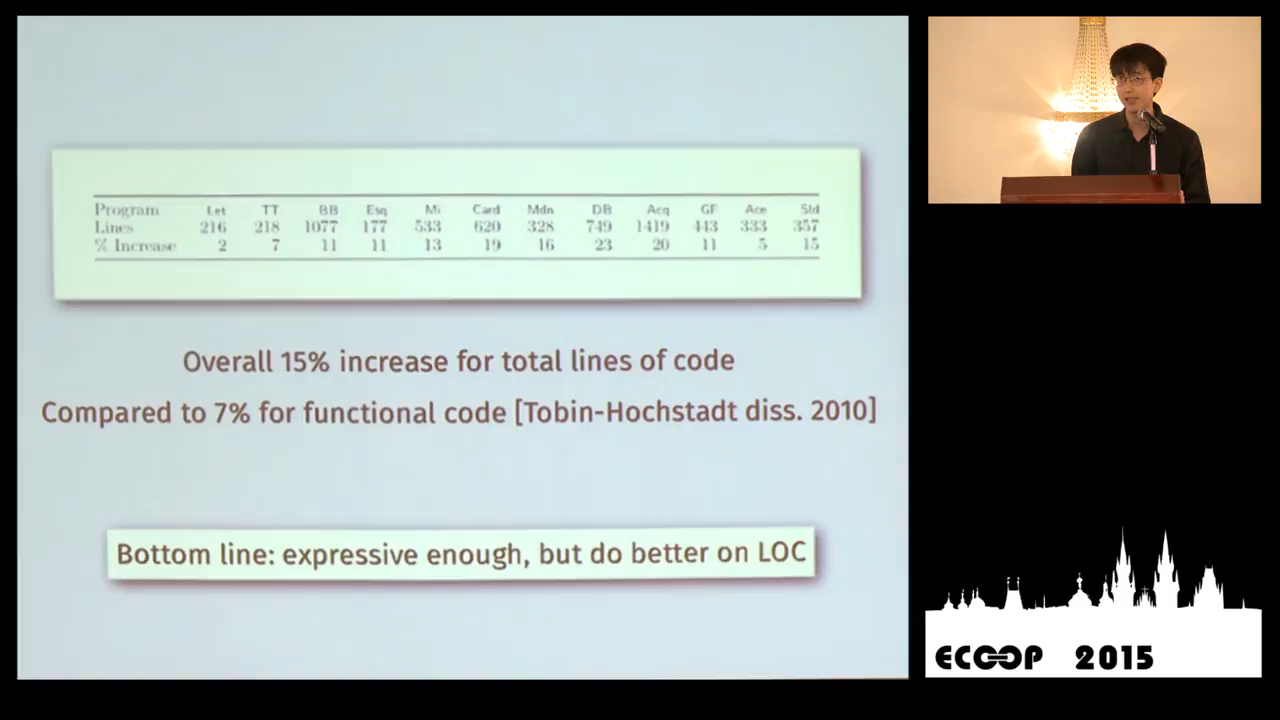 Program Let TT BB Esq Mi Card Mdn DB Acq GF Ace Sld
Lines 216 218 1077 177 533 620 328 749 1419 443 333 357
% Increase 2 7 11 11 13 19 16 23 20 11 5 15
Overall 15% increase for total lines of code
Compared to 7% for functional code [Tobin-Hochstadt diss. 2010]
Bottom line: expressive enough, but do better on LOC
ECOOP 2015